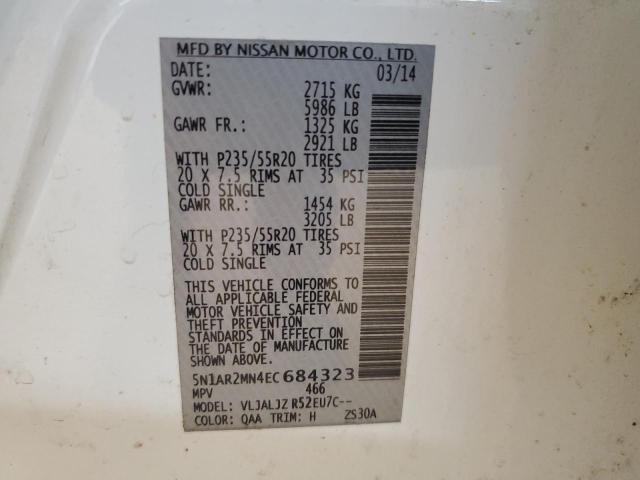 MFD BY NISSAN MOTOR CO., LTD.
DATE: 03/14
GVWR: 2715 KG
5986 LB
GAWR FR.: 1325 KG
2921 LB
WITH P235/55R20 TIRES
20 X 7.5 RIMS AT 35 PSI
COLD SINGLE
GAWR RR.: 1454 KG
3205 LB
WITH P235/55R20 TIRES
20 X 7.5 RIMS AT 35 PSI
COLD SINGLE
THIS VEHICLE CONFORMS TO
ALL APPLICABLE FEDERAL
MOTOR VEHICLE SAFETY AND
THEFT PREVENTION
STANDARDS IN EFFECT ON
THE DATE OF MANUFACTURE
SHOWN ABOVE.
5N1AR2MN4EC684323
MPV 466
MODEL: VLJALJZ R52EU7C--
COLOR: QAA TRIM: H ZS30A